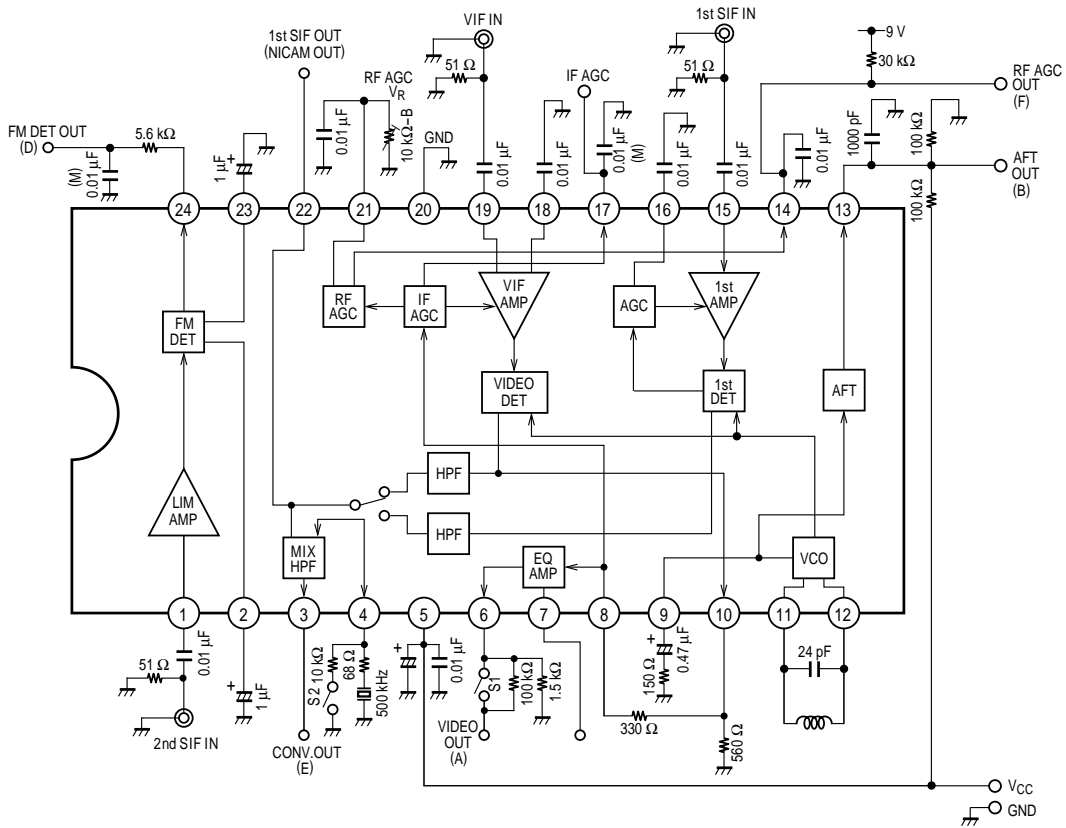 VIF IN
1st SIF IN
1st SIF OUT
(NICAM OUT)
51 Ω
IF AGC
51 Ω
9 V
30 kΩ
RF AGC
OUT
(F)
RF AGC
VR
FM DET OUT
(D)
5.6 kΩ
(M)
0.01 µF
+
1 µF
0.01 µF
10 kΩ–B
GND
0.01 µF
0.01 µF
0.01 µF
(M)
0.01 µF
0.01 µF
0.01 µF
1000 pF
100 kΩ
AFT
OUT
(B)
100 kΩ
24
23
22
21
20
19
18
17
16
15
14
13
RF
AGC
IF
AGC
VIF
AMP
AGC
1st
AMP
FM
DET
VIDEO
DET
1st
DET
AFT
HPF
LIM
AMP
HPF
MIX
HPF
EQ
AMP
VCO
1
2
3
4
5
6
7
8
9
10
11
12
51 Ω
0.01 µF
+
1 µF
2nd SIF IN
CONV.OUT
(E)
S2
10 kΩ
68 Ω
500 kHz
+
0.01 µF
S1
100 kΩ
1.5 kΩ
VIDEO
OUT
(A)
330 Ω
+
0.47 µF
150 Ω
560 Ω
24 pF
VCC
GND